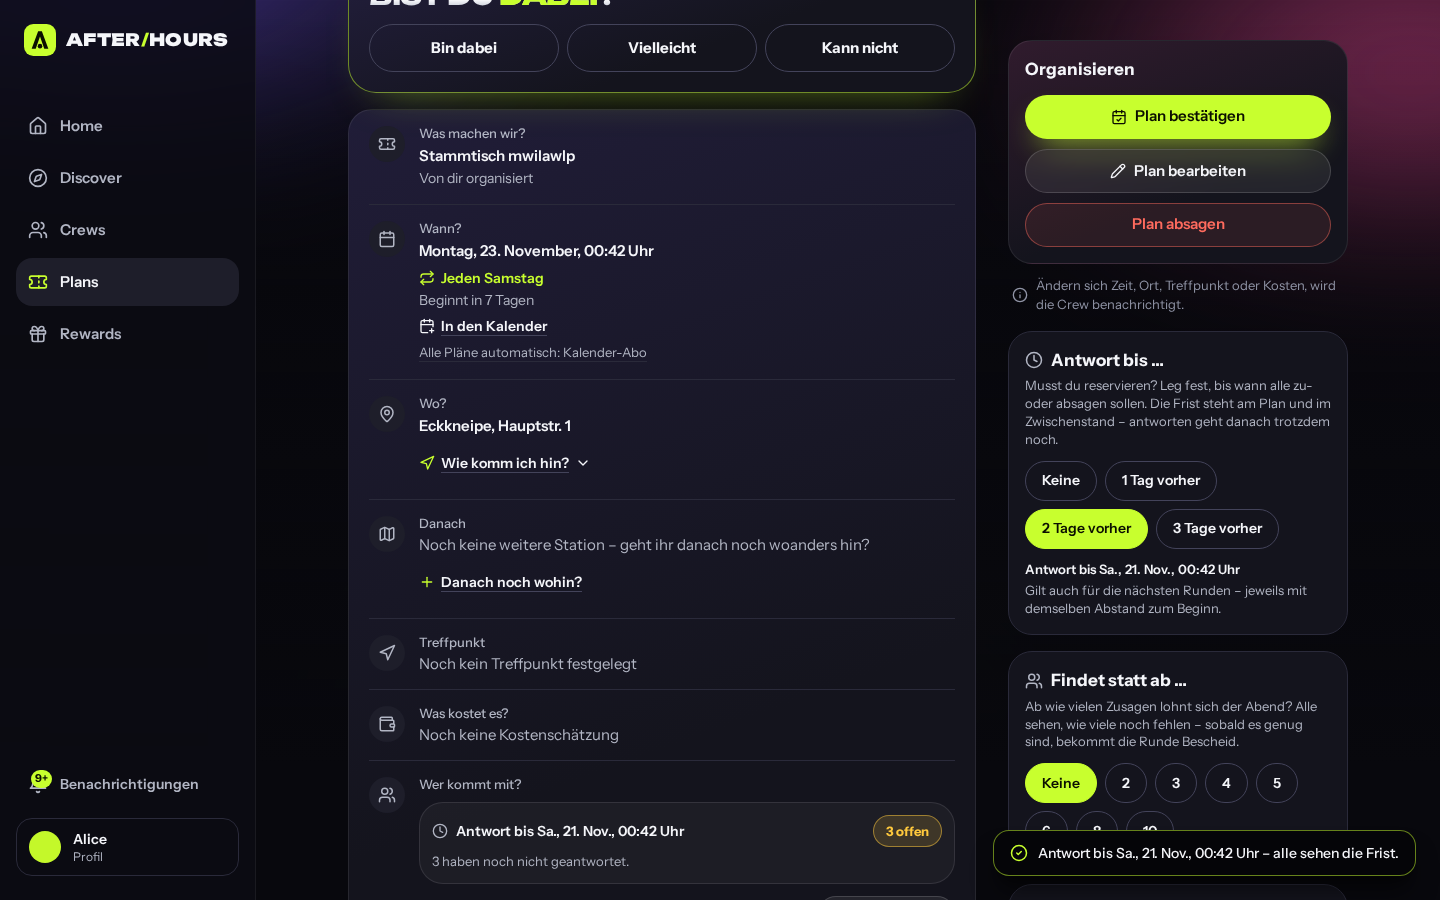 AFTER/HOURS
Home
Discover
Crews
Plans
Rewards
9+
Benachrichtigungen
Alice
Profil
Bin dabei
Vielleicht
Kann nicht
Was machen wir?
Stammtisch mwilawlp
Von dir organisiert
Wann?
Montag, 23. November, 00:42 Uhr
Jeden Samstag
Beginnt in 7 Tagen
In den Kalender
Alle Pläne automatisch: Kalender-Abo
Wo?
Eckkneipe, Hauptstr. 1
Wie komm ich hin?
Danach
Noch keine weitere Station – geht ihr danach noch woanders hin?
Danach noch wohin?
Treffpunkt
Noch kein Treffpunkt festgelegt
Was kostet es?
Noch keine Kostenschätzung
Wer kommt mit?
Antwort bis Sa., 21. Nov., 00:42 Uhr
3 offen
3 haben noch nicht geantwortet.
Organisieren
Plan bestätigen
Plan bearbeiten
Plan absagen
Ändern sich Zeit, Ort, Treffpunkt oder Kosten, wird
die Crew benachrichtigt.
Antwort bis ...
Musst du reservieren? Leg fest, bis wann alle zu-
oder absagen sollen. Die Frist steht am Plan und im
Zwischenstand – antworten geht danach trotzdem
noch.
Keine
1 Tag vorher
2 Tage vorher
3 Tage vorher
Antwort bis Sa., 21. Nov., 00:42 Uhr
Gilt auch für die nächsten Runden – jeweils mit
demselben Abstand zum Beginn.
Findet statt ab ...
Ab wie vielen Zusagen lohnt sich der Abend? Alle
sehen, wie viele noch fehlen – sobald es genug
sind, bekommt die Runde Bescheid.
Keine
2
3
4
5
Antwort bis Sa., 21. Nov., 00:42 Uhr – alle sehen die Frist.